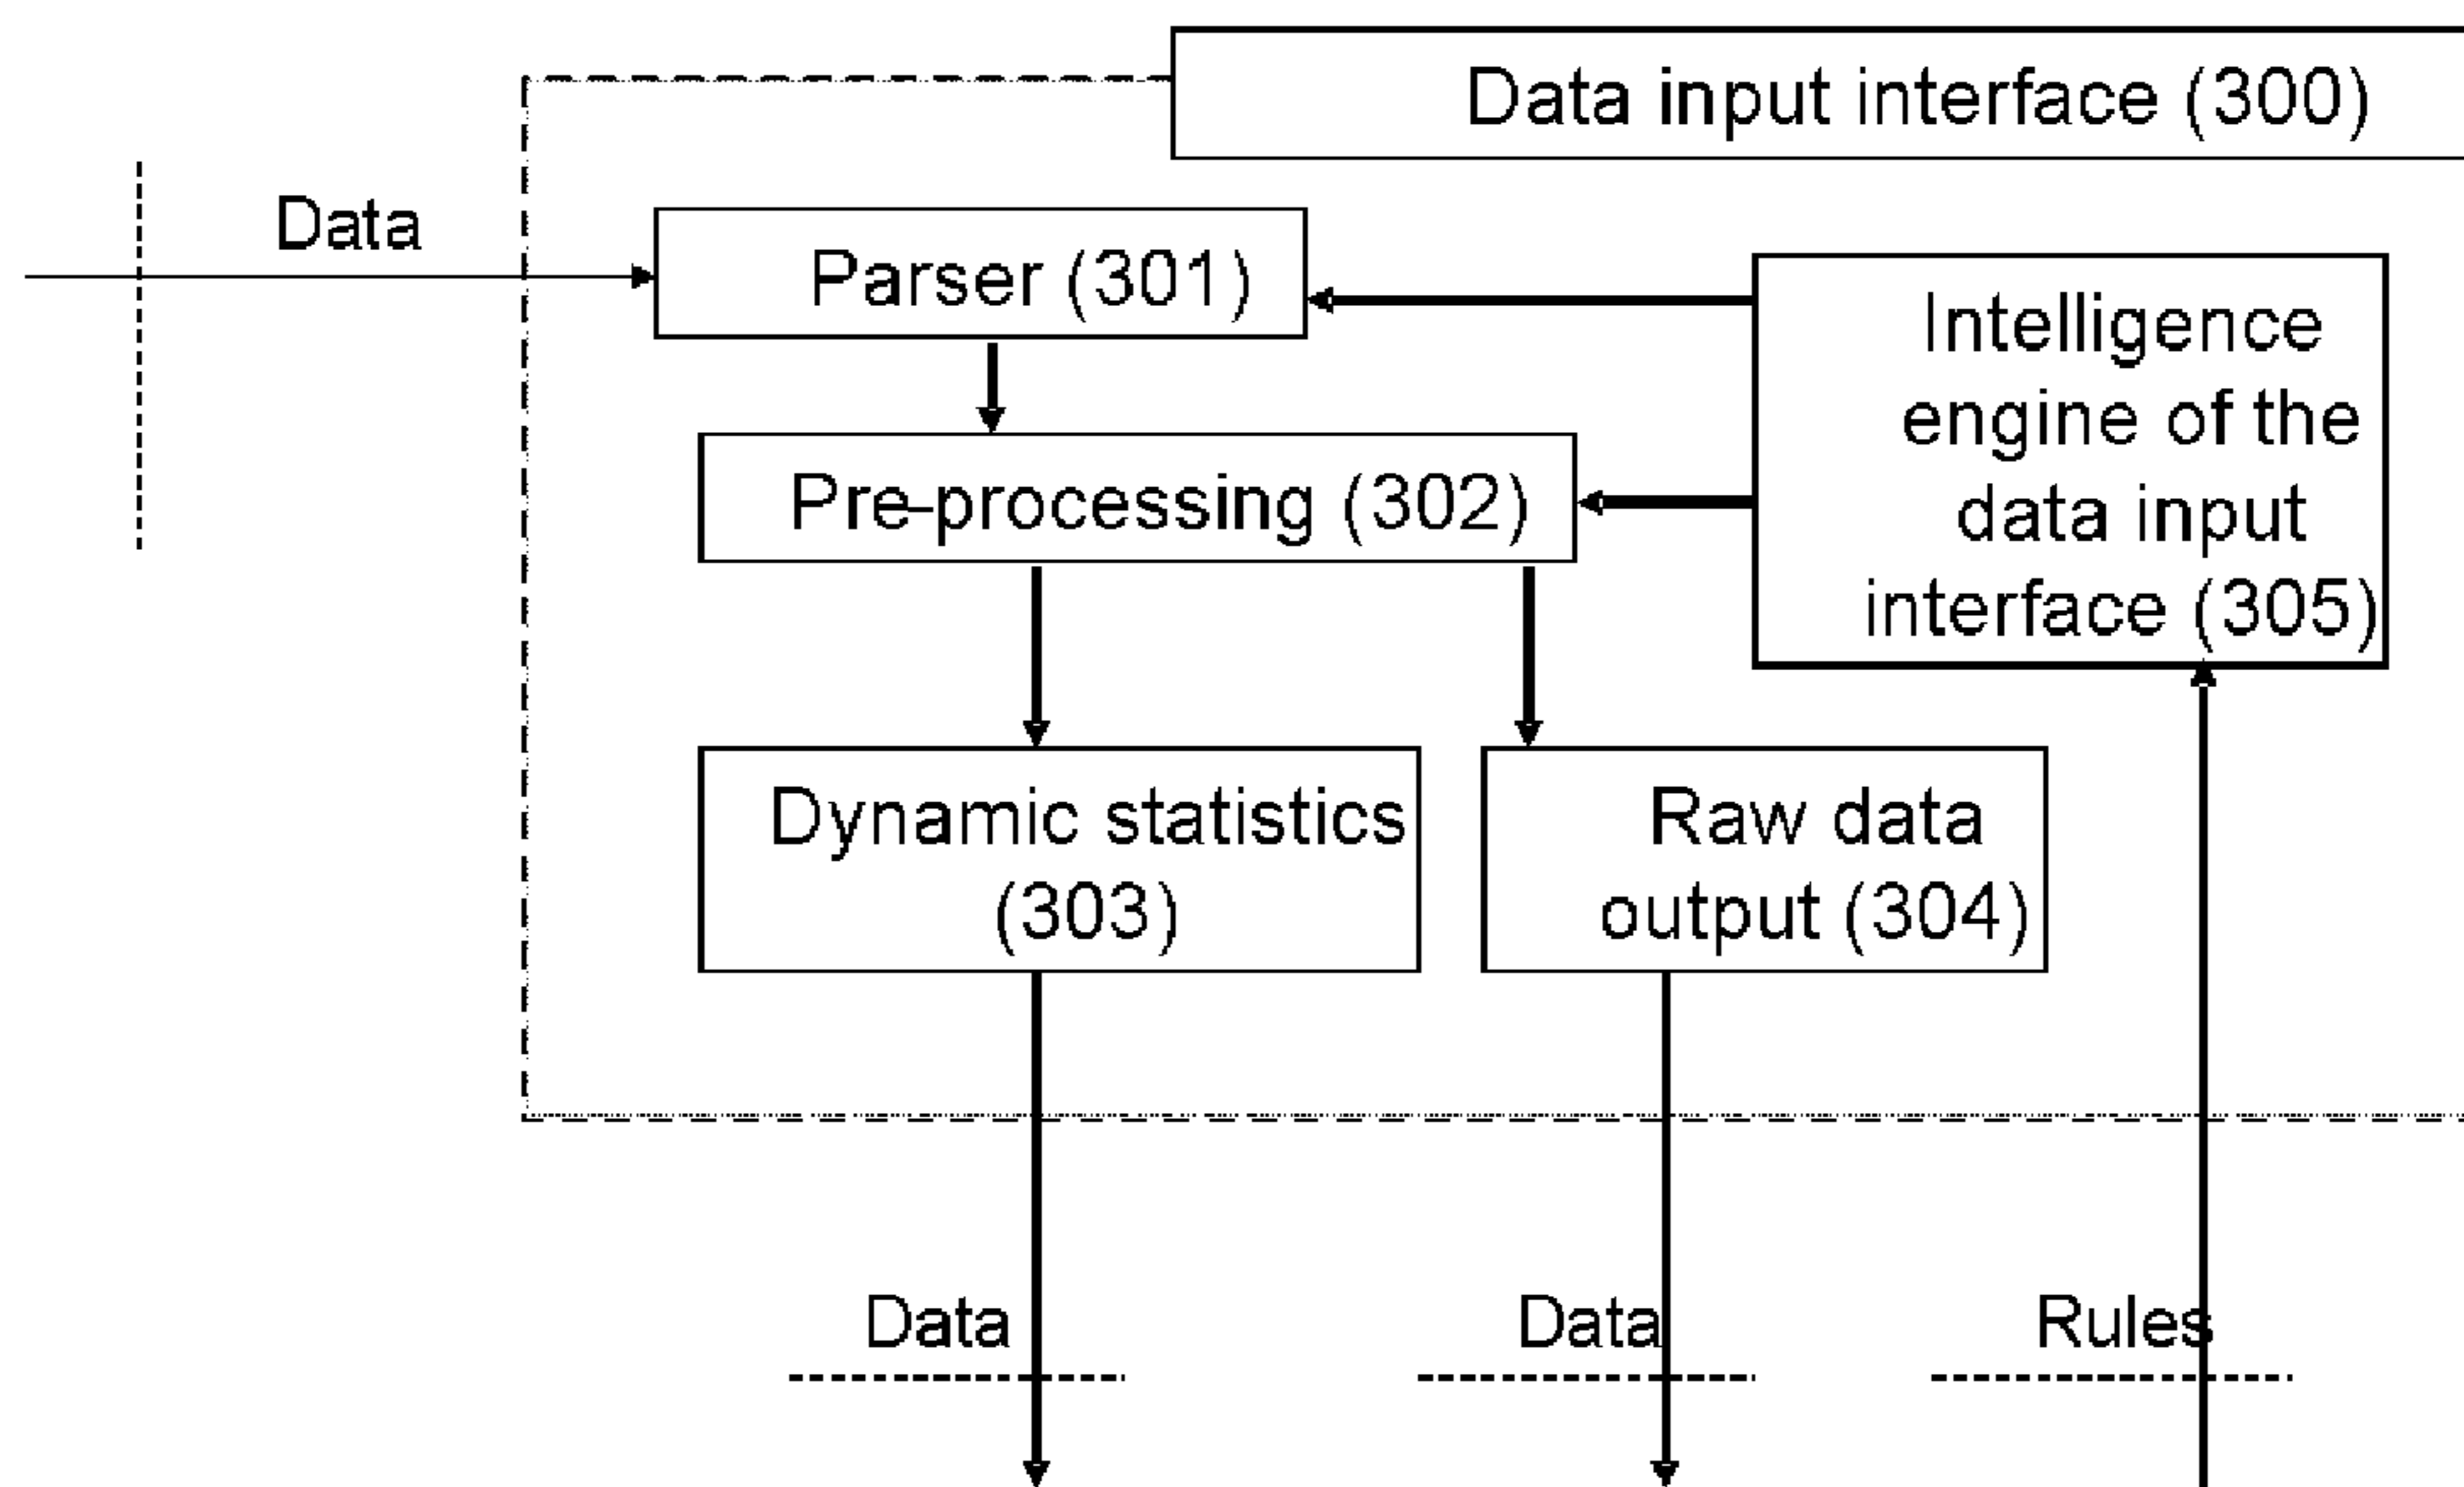 Data input interface (300)
Data
Parser (301)
Intelligence
engine of the
data input
interface (305)
Pre-processing (302)
Dynamic statistics
(303)
Raw data
output (304)
Data
Data
Rules